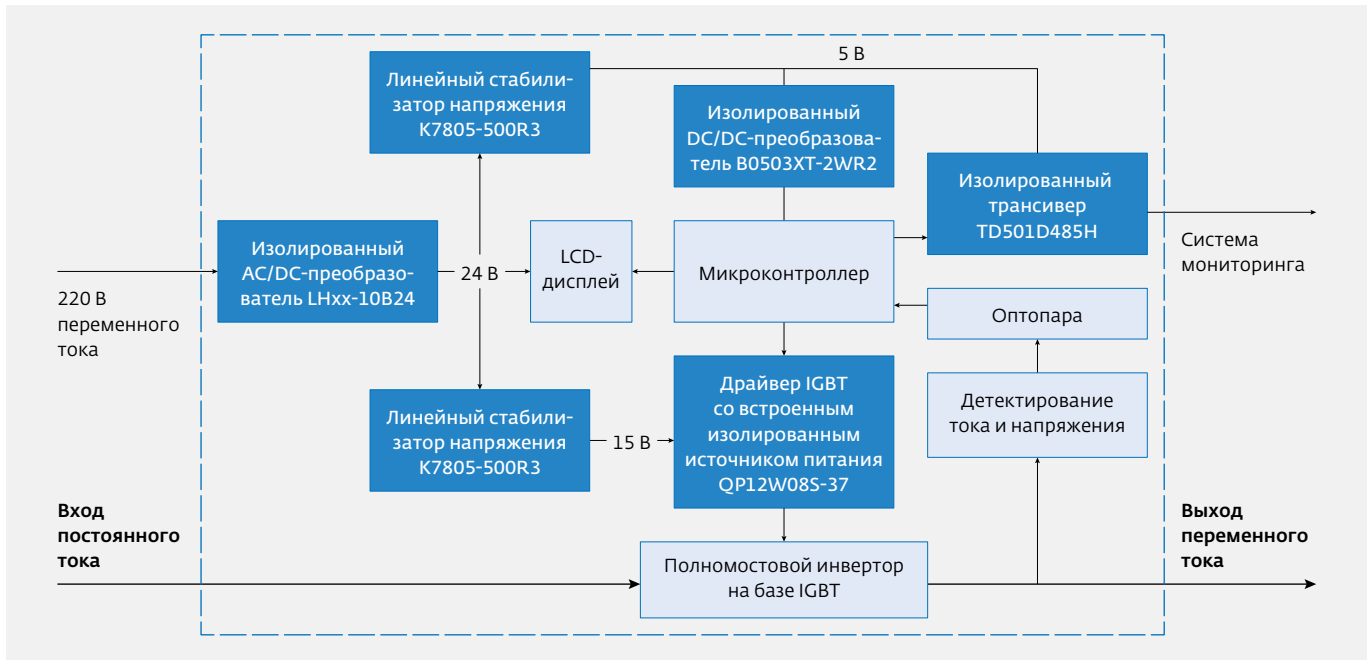 5 В
Линейный стабили-
затор напряжения
K7805-500R3
Изолированный
DC/DC-преобразова-
тель B0503XT-2WR2
Изолированный
трансивер
TD501D485H
Изолированный
AC/DC-преобразо-
ватель LHxx-10B24
24 В
LCD-
дисплей
Микроконтроллер
Система
мониторинга
220 В
переменного
тока
Оптопара
Линейный стабили-
затор напряжения
K7805-500R3
15 В
Драйвер IGBT
со встроенным
изолированным
источником питания
QP12W08S-37
Детектирование
тока и напряжения
Вход
постоянного
тока
Полномостовой инвертор
на базе IGBT
Выход
переменного
тока